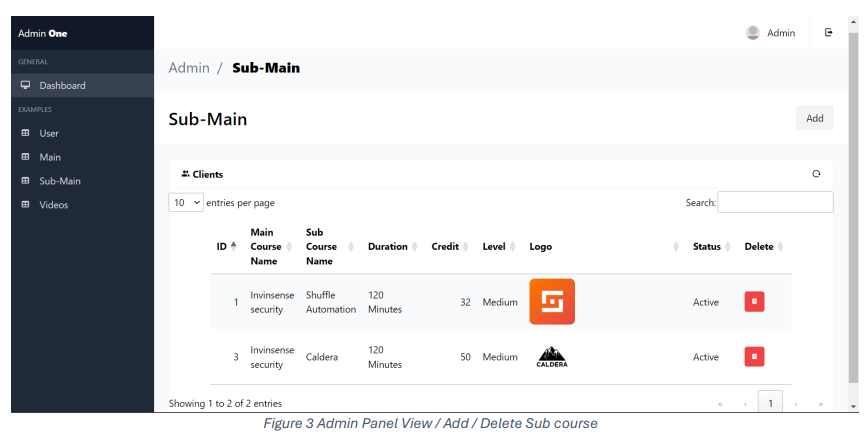 Admin One
Admin
GENERAL
Admin / Sub-Main
Dashboard
EXAMPLES
Sub-Main
Add
User
Main
Sub-Main
Videos
Clients
10 entries per page
Search:
ID Main Course Name Sub Course Name Duration Credit Level Logo Status Delete
1 Invinsense security Shuffle Automation 120 Minutes 32 Medium Active
3 Invinsense security Caldera 120 Minutes 50 Medium CALDERA Active
Showing 1 to 2 of 2 entries
« ‹ 1 › »
Figure 3 Admin Panel View / Add / Delete Sub course